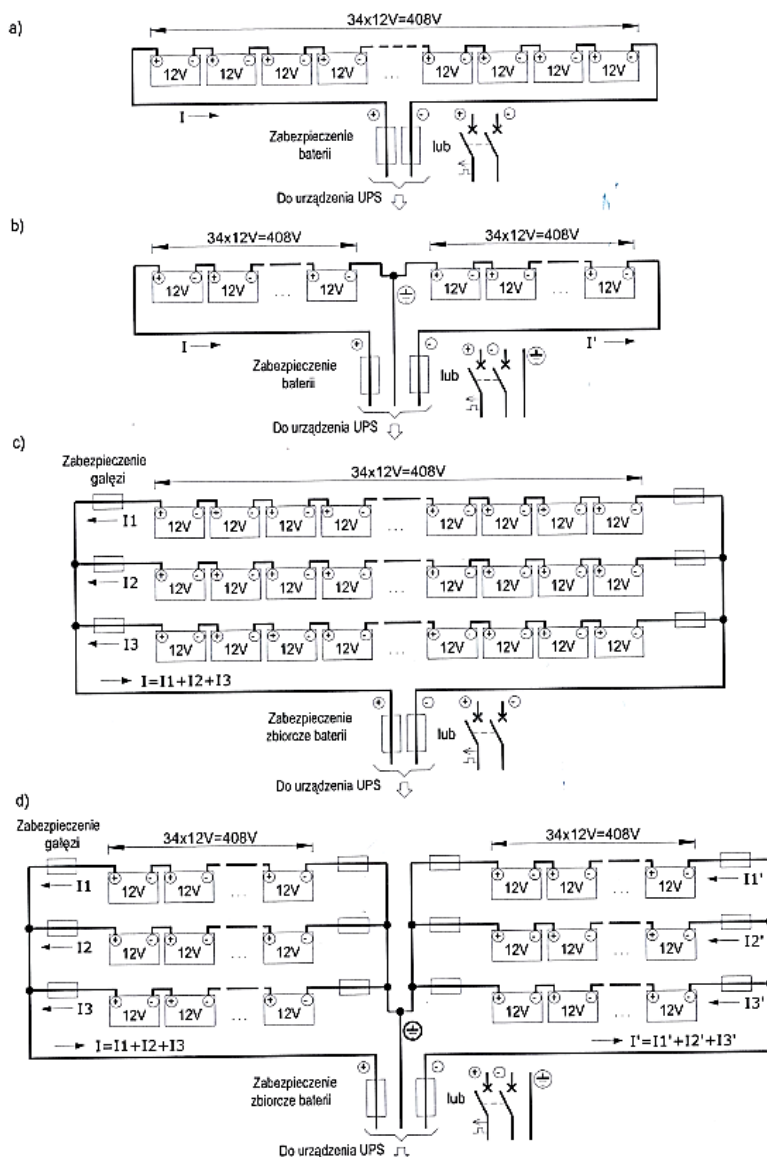 a)
34x12V=408V
+ - + - + - + - + - + - + - + -
12V 12V 12V 12V ... 12V 12V 12V 12V
I
+ - + -
Zabezpieczenie lub
baterii
Do urządzenia UPS
b)
34x12V=408V 34x12V=408V
+ - + - + - + - + - + -
12V 12V ... 12V 12V 12V ... 12V
I + - + - I'
Zabezpieczenie lub
baterii
Do urządzenia UPS
c)
Zabezpieczenie
gałęzi
34x12V=408V
+ - + - + - + - + - + - + - + -
I1 12V 12V 12V 12V ... 12V 12V 12V 12V
+ - + - + - + - + - + - + - + -
I2 12V 12V 12V 12V ... 12V 12V 12V 12V
+ - + - + - + - + - + - + - + -
I3 12V 12V 12V 12V ... 12V 12V 12V 12V
I=I1+I2+I3
+ - + -
Zabezpieczenie lub
zbiorcze baterii
Do urządzenia UPS
d)
Zabezpieczenie
gałęzi
34x12V=408V 34x12V=408V
+ - + - + - + - + - + -
I1 12V 12V ... 12V 12V 12V ... 12V I1'
+ - + - + - + - + - + -
I2 12V 12V ... 12V 12V 12V ... 12V I2'
+ - + - + - + - + - + -
I3 12V 12V ... 12V 12V 12V ... 12V I3'
I=I1+I2+I3 I'=I1'+I2'+I3'
+ - + -
Zabezpieczenie lub
zbiorcze baterii
Do urządzenia UPS